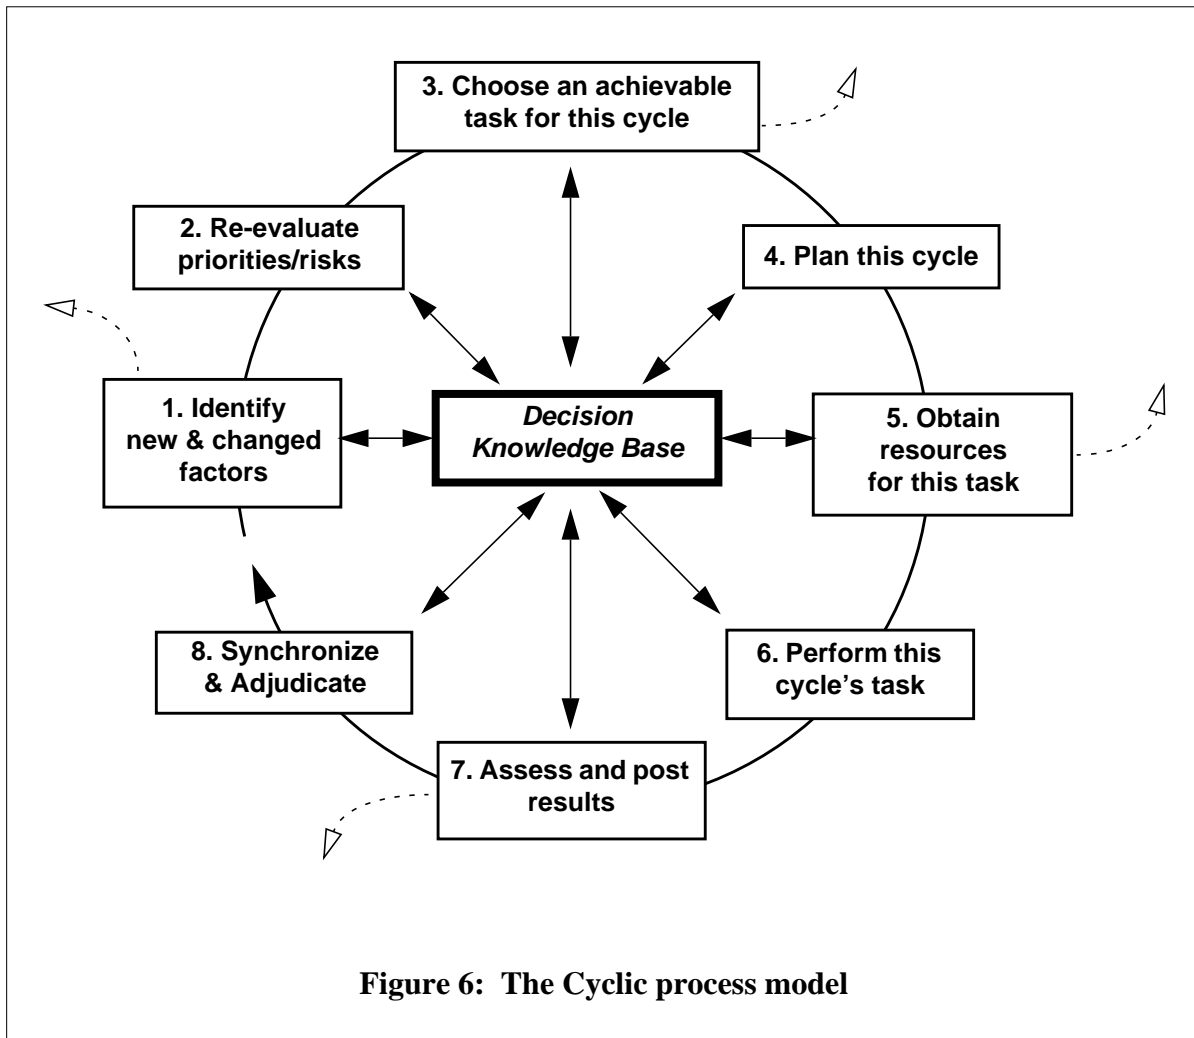 3. Choose an achievable
task for this cycle
2. Re-evaluate
priorities/risks
4. Plan this cycle
1. Identify
new & changed
factors
Decision
Knowledge Base
5. Obtain
resources
for this task
8. Synchronize
& Adjudicate
6. Perform this
cycle’s task
7. Assess and post
results
Figure 6:  The Cyclic process model